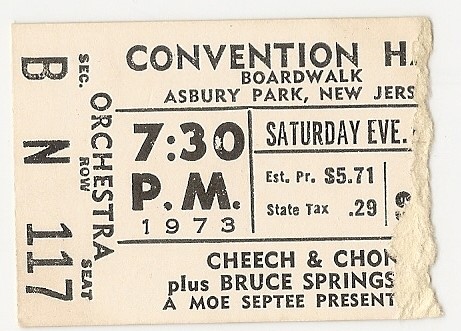 SEC. ROW SEAT
ORCHESTRA
B N 117
CONVENTION HA
BOARDWALK
ASBURY PARK, NEW JERS
7:30
P.M.
1973
SATURDAY EVE.
Est. Pr. $5.71
State Tax .29
CHEECH & CHON
plus BRUCE SPRINGS
A MOE SEPTEE PRESENT